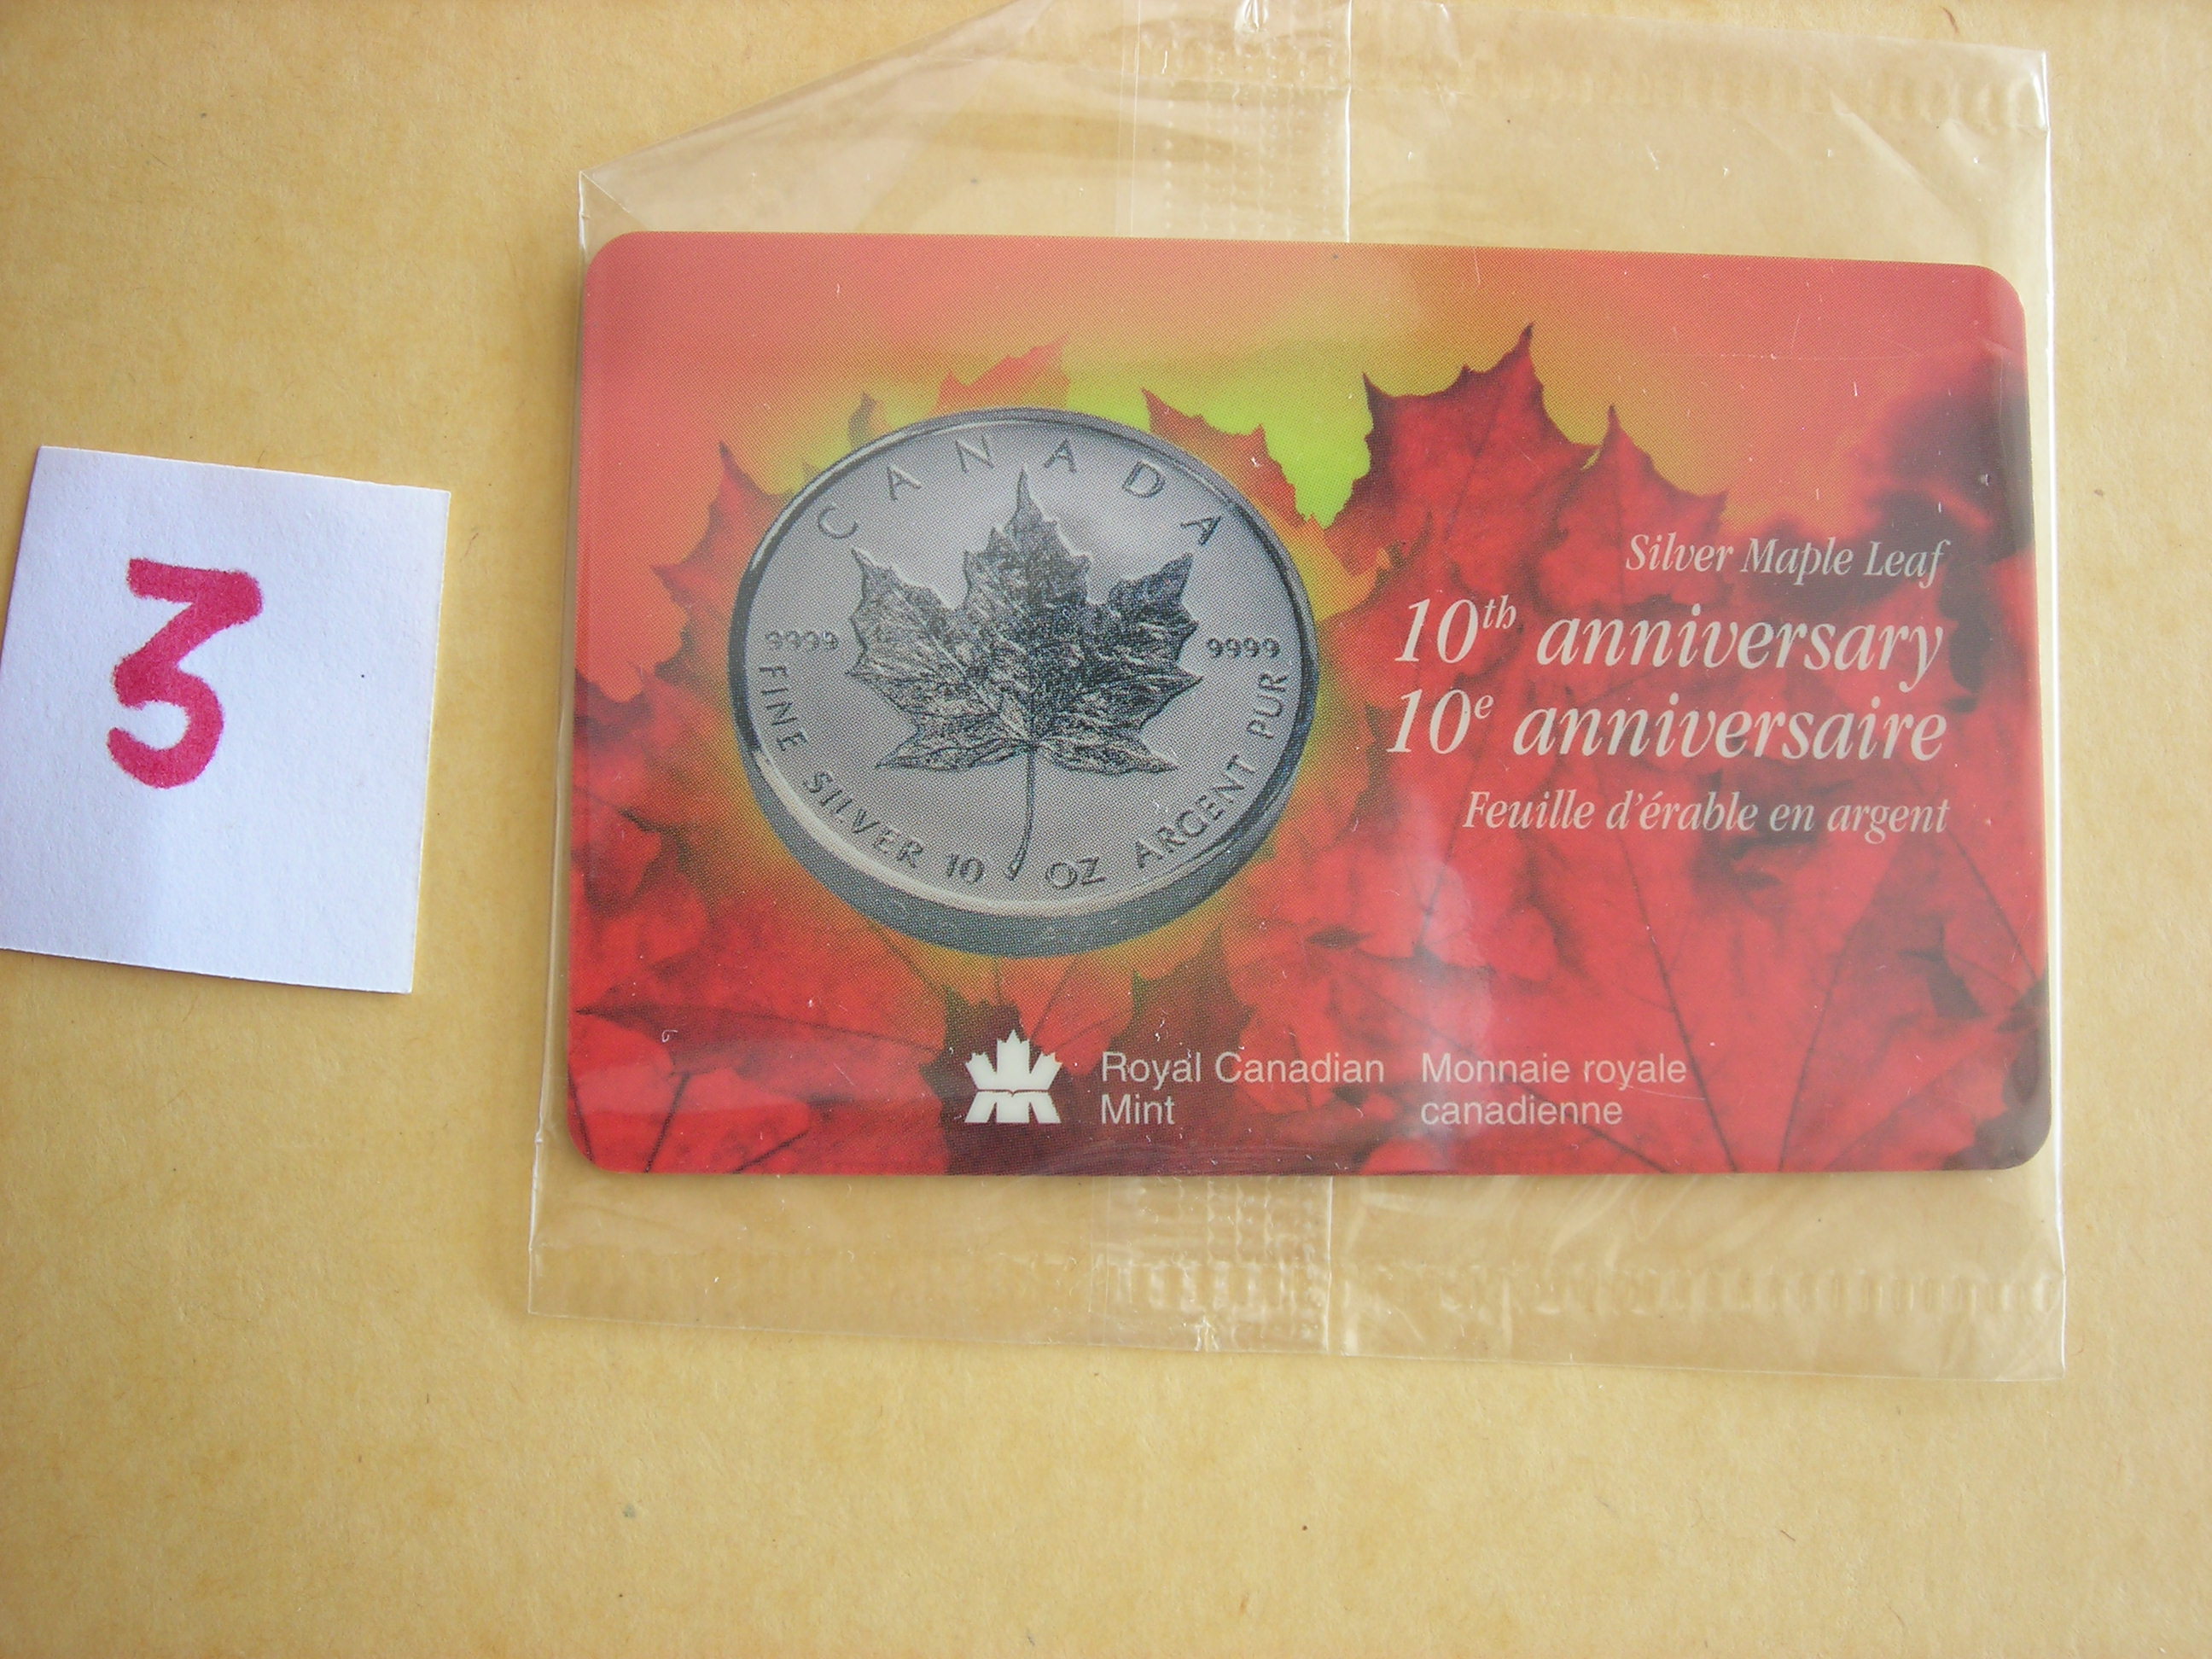 3
CANADA
9999
9999
FINE SILVER 10 OZ ARGENT PUR
Silver Maple Leaf
10th anniversary
10e anniversaire
Feuille d'érable en argent
Royal Canadian
Mint
Monnaie royale
canadienne